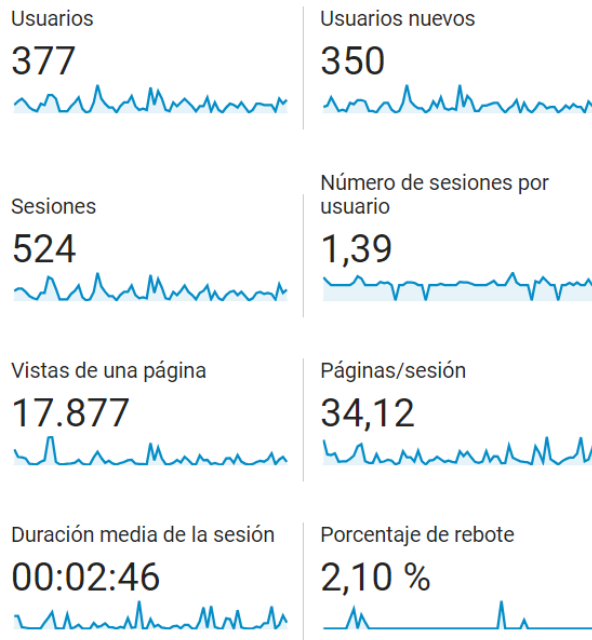 Usuarios
377
Usuarios nuevos
350
Sesiones
524
Número de sesiones por
usuario
1,39
Vistas de una página
17.877
Páginas/sesión
34,12
Duración media de la sesión
00:02:46
Porcentaje de rebote
2,10 %